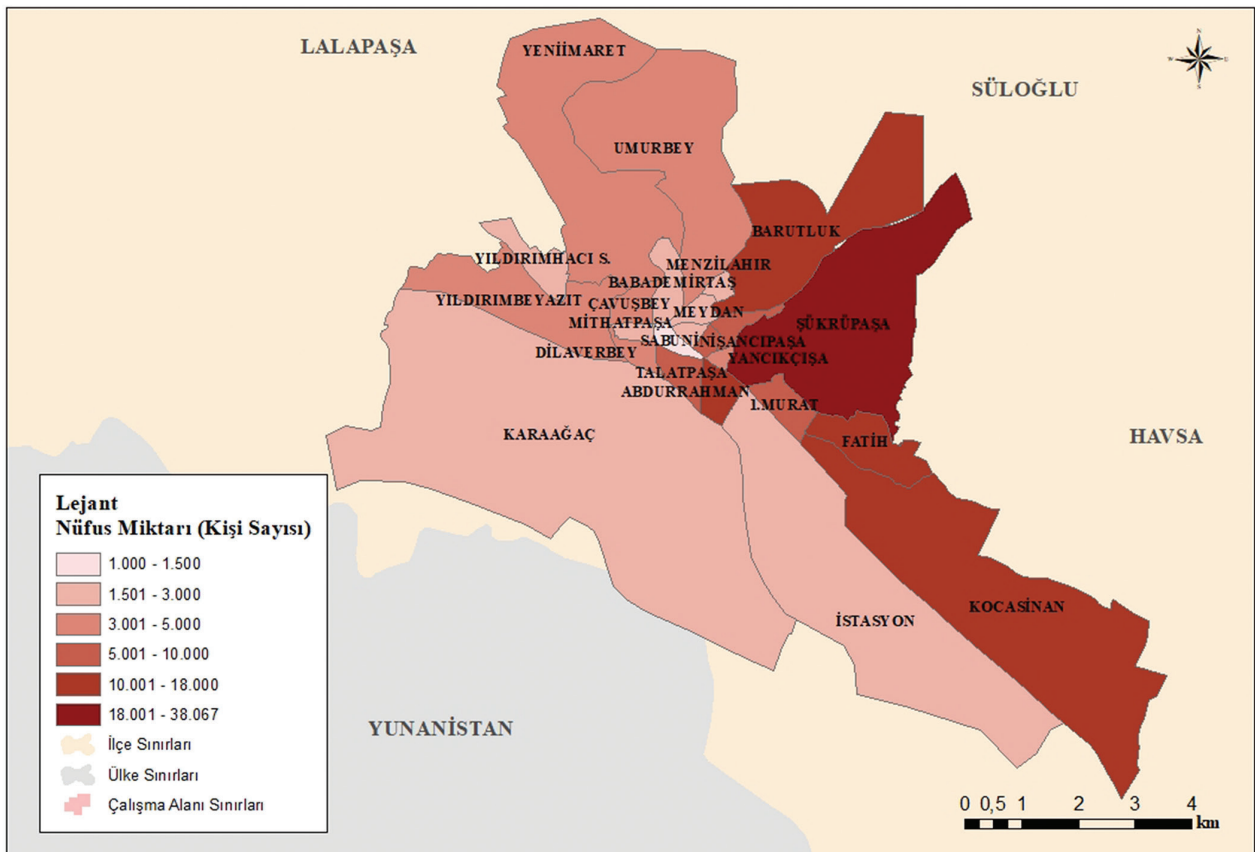 LALAPAŞA
YENİİMARET
N
W
E
S
SÜLOĞLU
UMURBEY
BARUTLUK
YILDIRIMHACI S.
MENZİLAHIR
BABADEMİRTAŞ
YILDIRIMBEYAZIT
ÇAVUŞBEY
MEYDAN
MİTHATPAŞA
ŞÜKRÜPAŞA
SABUNİ
NİŞANCIPAŞA
DİLAVERBEY
YANCIKÇIŞA
TALATPAŞA
ABDURRAHMAN
I.MURAT
KARAAĞAÇ
FATİH
HAVSA
KOCASİNAN
İSTASYON
YUNANİSTAN
Lejant
Nüfus Miktarı (Kişi Sayısı)
1.000 - 1.500
1.501 - 3.000
3.001 - 5.000
5.001 - 10.000
10.001 - 18.000
18.001 - 38.067
İlçe Sınırları
Ülke Sınırları
Çalışma Alanı Sınırları
0 0,5 1 2 3 4
km